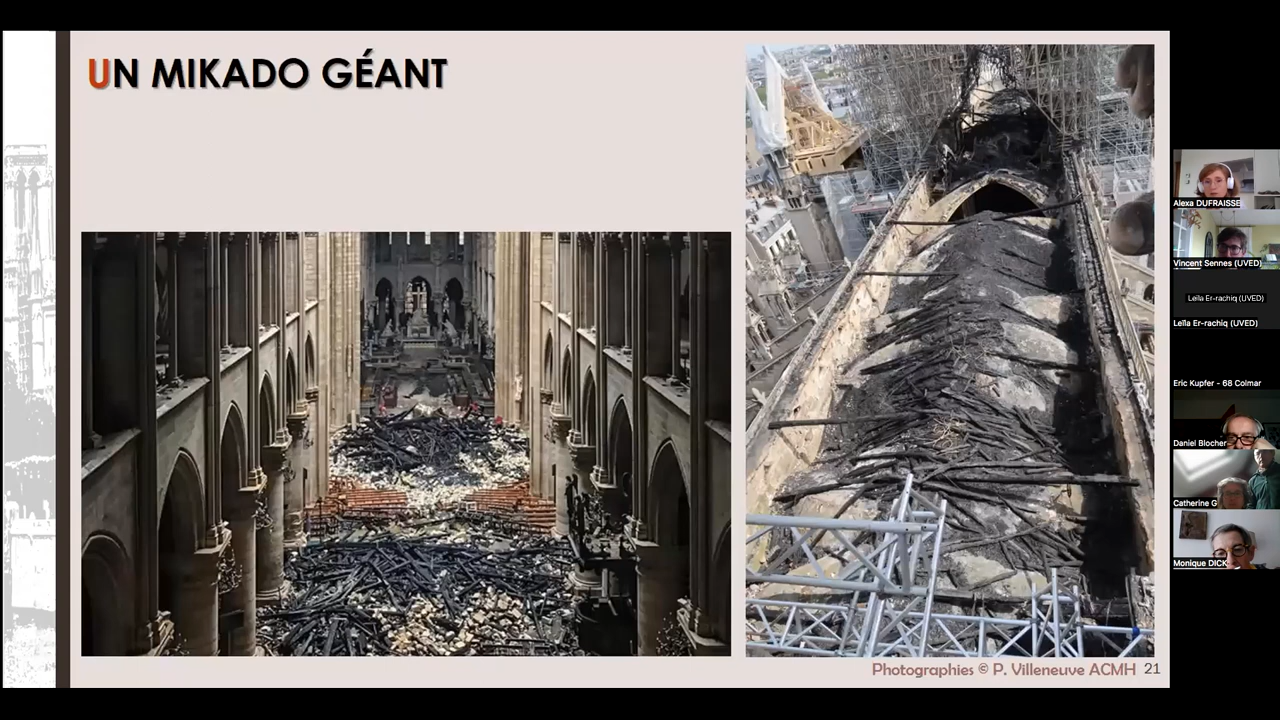 UN MIKADO GÉANT
Photographies © P. Villeneuve ACMH 21
Alexa DUFRAISSE
Vincent Sennes (UVED)
Leïla Er-rachiq (UVED)
Leïla Er-rachiq (UVED)
Eric Kupfer - 68 Colmar
Daniel Blocher
Catherine G
Monique DICK